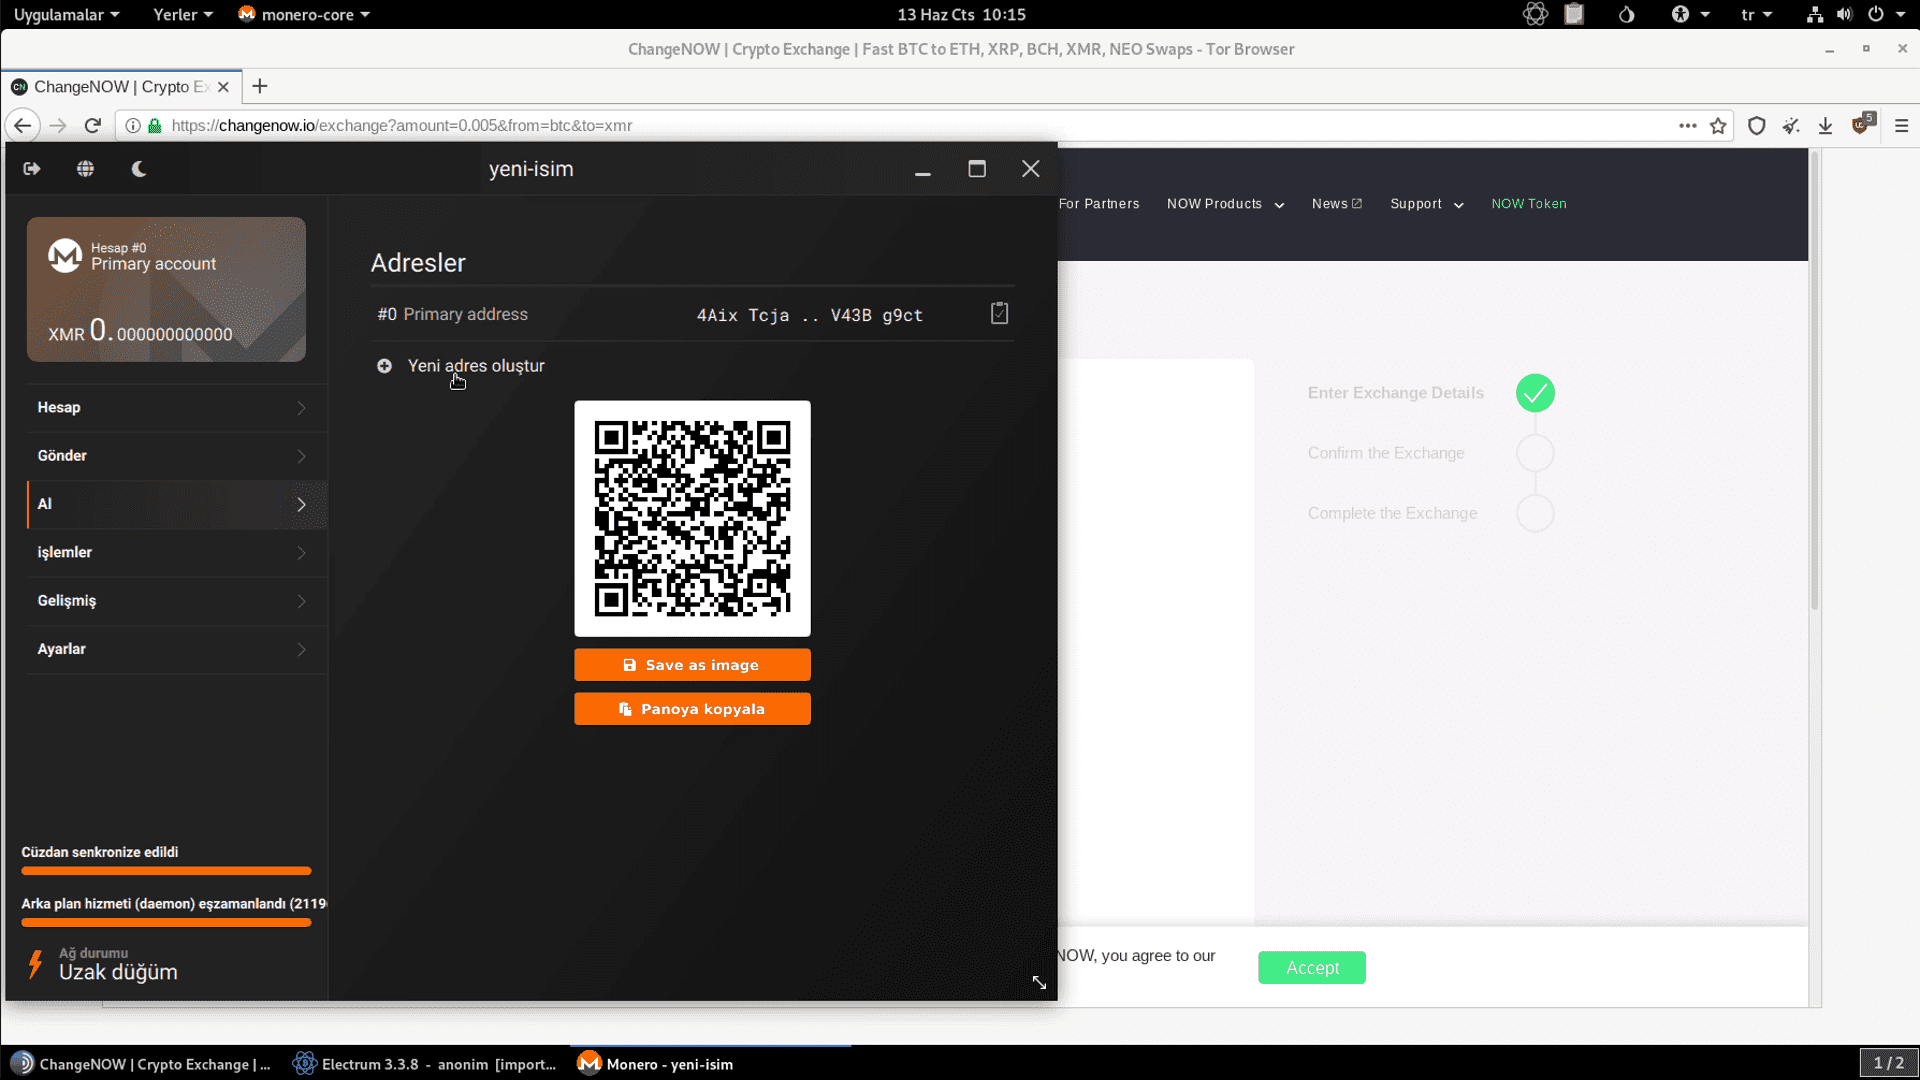 Uygulamalar
Yerler
monero-core
13 Haz Cts 10:15
tr
ChangeNOW | Crypto Exchange | Fast BTC to ETH, XRP, BCH, XMR, NEO Swaps - Tor Browser
CN ChangeNOW | Crypto Ex
https://changenow.io/exchange?amount=0.005&from=btc&to=xmr
5
yeni-isim
For Partners
NOW Products
News
Support
NOW Token
Hesap #0
Primary account
XMR 0.000000000000
Adresler
#0 Primary address 4Aix Tcja .. V43B g9ct
Yeni adres oluştur
Hesap
Gönder
Al
işlemler
Gelişmiş
Ayarlar
Save as image
Panoya kopyala
Enter Exchange Details
Confirm the Exchange
Complete the Exchange
Cüzdan senkronize edildi
Arka plan hizmeti (daemon) eşzamanlandı (2119
Ağ durumu
Uzak düğüm
NOW, you agree to our
Accept
ChangeNOW | Crypto Exchange | ...
Electrum 3.3.8 - anonim [import...
Monero - yeni-isim
1 / 2